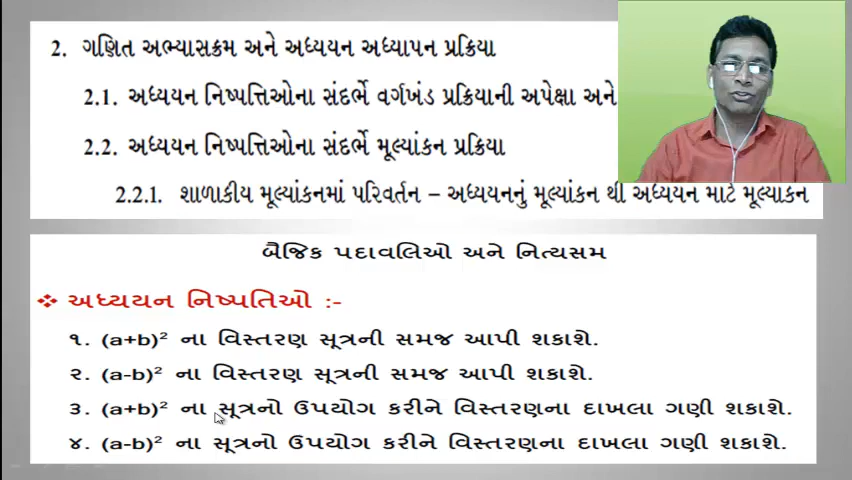 2. ગણિત અભ્યાસક્રમ અને અધ્યયન અધ્યાપન પ્રક્રિયા
2.1. અધ્યયન નિષ્પત્તિઓના સંદર્ભે વર્ગખંડ પ્રક્રિયાની અપેક્ષા અને
2.2. અધ્યયન નિષ્પત્તિઓના સંદર્ભે મૂલ્યાંકન પ્રક્રિયા
2.2.1. શાળાકીય મૂલ્યાંકનમાં પરિવર્તન – અધ્યયનનું મૂલ્યાંકન થી અધ્યયન માટે મૂલ્યાંકન
બૈજિક પદાવલિઓ અને નિત્યસમ
❖ અધ્યયન નિષ્પતિઓ :-
૧. (a+b)² ના વિસ્તરણ સૂત્રની સમજ આપી શકાશે.
૨. (a-b)² ના વિસ્તરણ સૂત્રની સમજ આપી શકાશે.
૩. (a+b)² ના સૂત્રનો ઉપયોગ કરીને વિસ્તરણના દાખલા ગણી શકાશે.
૪. (a-b)² ના સૂત્રનો ઉપયોગ કરીને વિસ્તરણના દાખલા ગણી શકાશે.